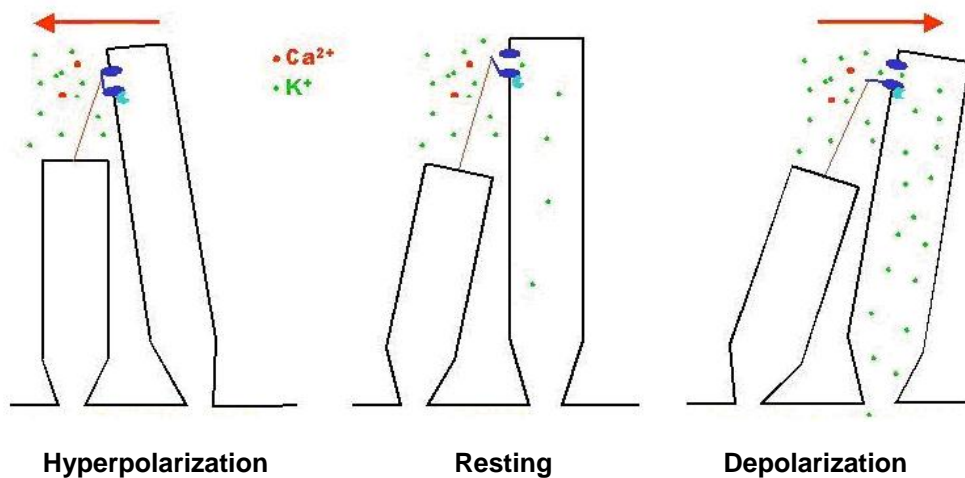 Ca²⁺
K⁺
Hyperpolarization
Resting
Depolarization